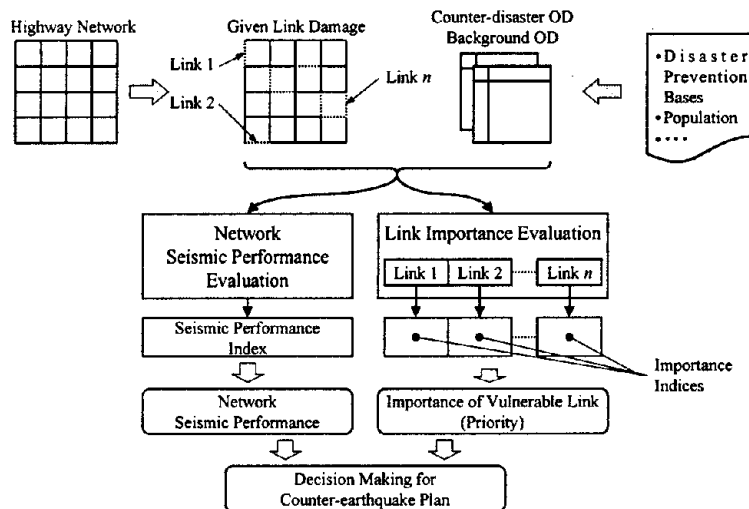 Highway Network
Given Link Damage
Counter-disaster OD
Background OD
Link 1
Link 2
Link n
•Disaster
Prevention
Bases
•Population
•····
Network
Seismic Performance
Evaluation
Link Importance Evaluation
Link 1
Link 2
Link n
Seismic Performance
Index
Importance
Indices
Network
Seismic Performance
Importance of Vulnerable Link
(Priority)
Decision Making for
Counter-earthquake Plan